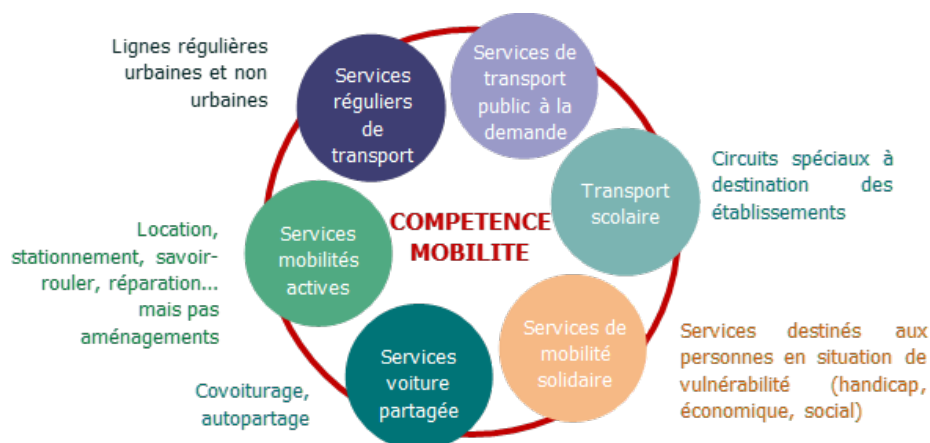 Lignes régulières
urbaines et non
urbaines
Services
réguliers
de
transport
Services de
transport
public à la
demande
Transport
scolaire
Circuits spéciaux à
destination des
établissements
COMPETENCE
MOBILITE
Location,
stationnement, savoir-
rouler, réparation...
mais pas
aménagements
Services
mobilités
actives
Services
voiture
partagée
Covoiturage,
autopartage
Services de
mobilité
solidaire
Services destinés aux
personnes en situation de
vulnérabilité (handicap,
économique, social)